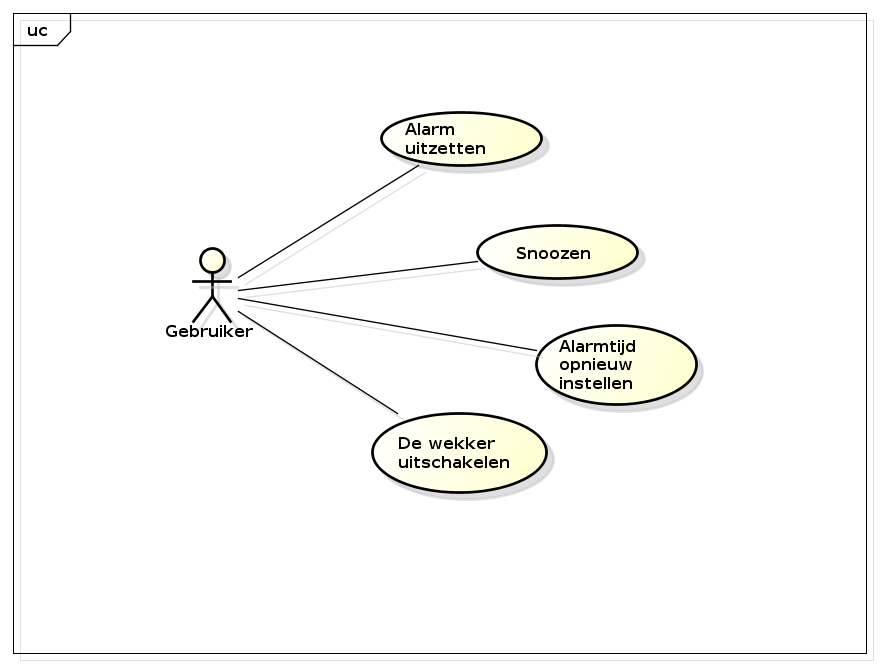 uc
Alarm
uitzetten
Snoozen
Gebruiker
Alarmtijd
opnieuw
instellen
De wekker
uitschakelen